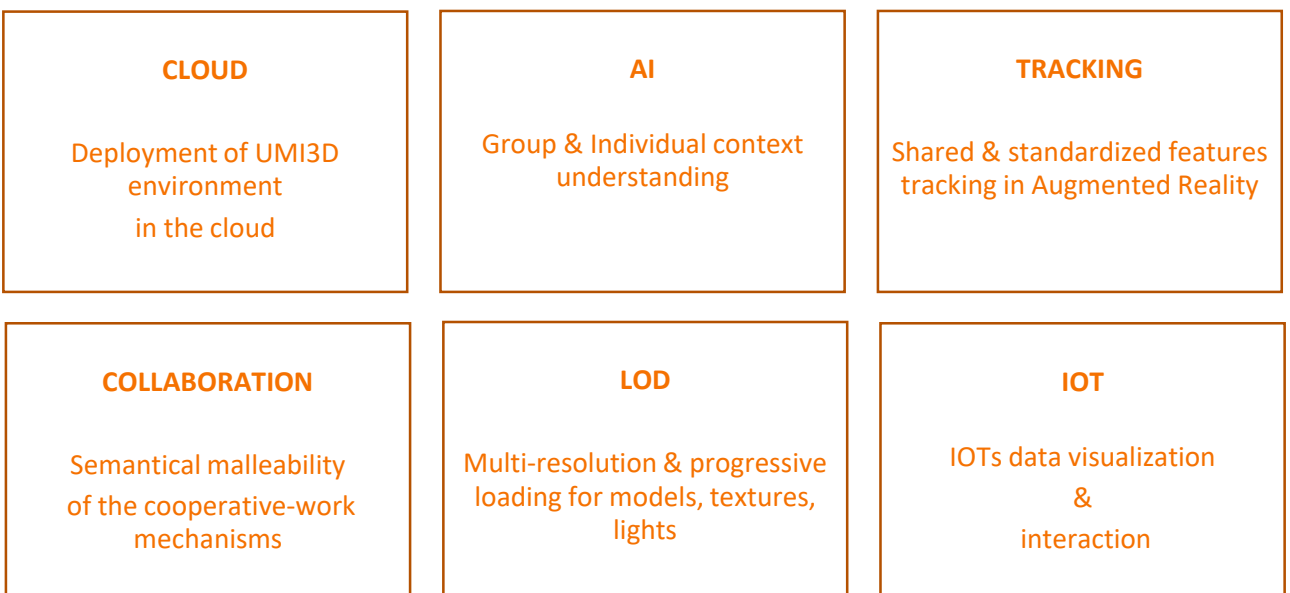 CLOUD
Deployment of UMI3D
environment
in the cloud
AI
Group & Individual context
understanding
TRACKING
Shared & standardized features
tracking in Augmented Reality
COLLABORATION
Semantical malleability
of the cooperative-work
mechanisms
LOD
Multi-resolution & progressive
loading for models, textures,
lights
IOT
IOTs data visualization
&
interaction